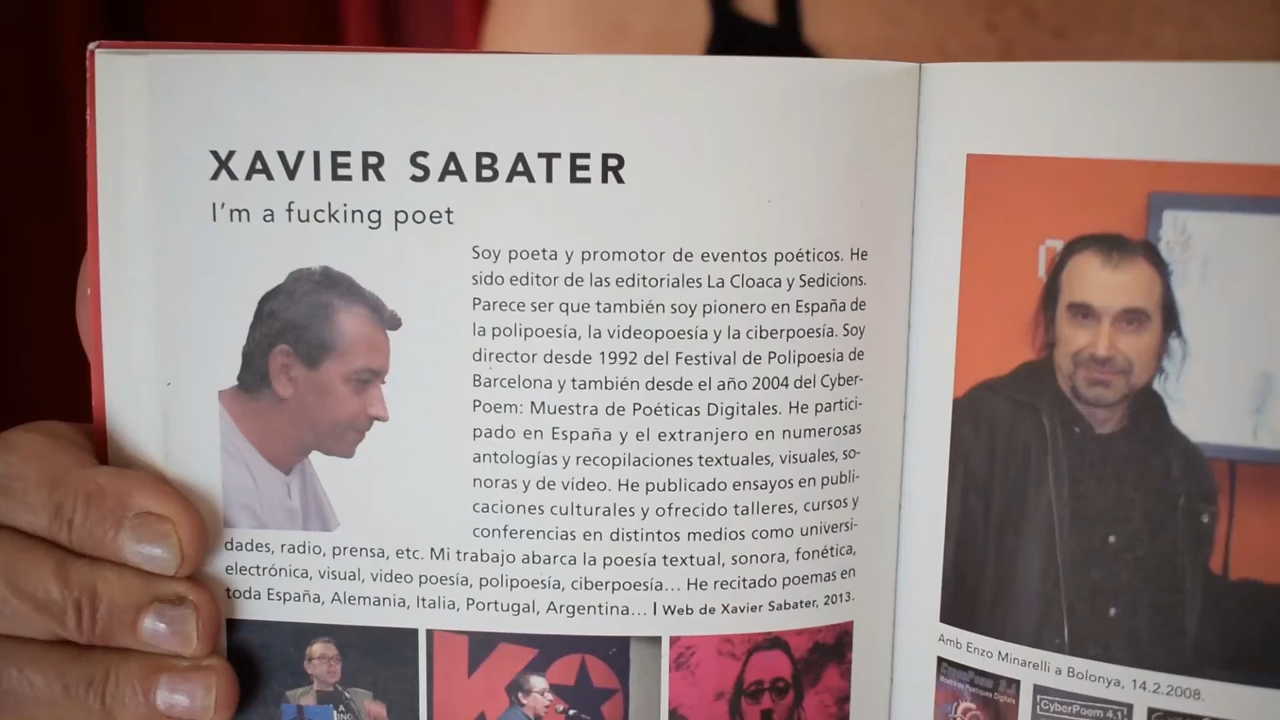 XAVIER SABATER
I'm a fucking poet
Soy poeta y promotor de eventos poéticos. He
sido editor de las editoriales La Cloaca y Sedicions.
Parece ser que también soy pionero en España de
la polipoesía, la videopoesía y la ciberpoesía. Soy
director desde 1992 del Festival de Polipoesia de
Barcelona y también desde el año 2004 del Cyber-
Poem: Muestra de Poéticas Digitales. He partici-
pado en España y el extranjero en numerosas
antologías y recopilaciones textuales, visuales, so-
noras y de vídeo. He publicado ensayos en publi-
caciones culturales y ofrecido talleres, cursos y
conferencias en distintos medios como universi-
dades, radio, prensa, etc. Mi trabajo abarca la poesía textual, sonora, fonética,
electrónica, visual, video poesía, polipoesía, ciberpoesía... He recitado poemas en
toda España, Alemania, Italia, Portugal, Argentina... | Web de Xavier Sabater, 2013.
Amb Enzo Minarelli a Bolonya, 14.2.2008.
CyberPoem 4.1